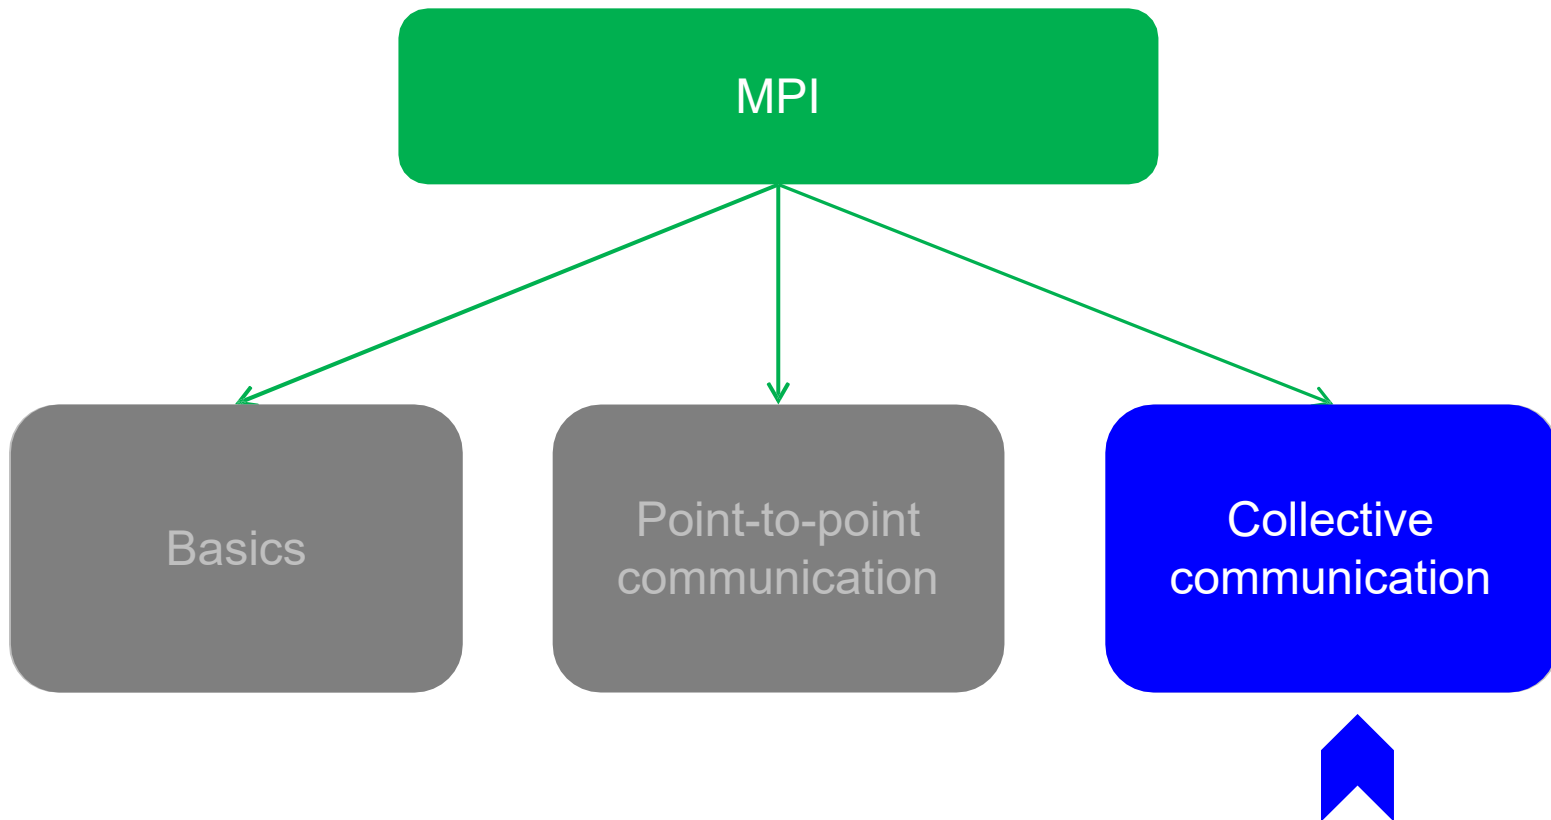 MPI
Basics
Point-to-point
communication
Collective
communication